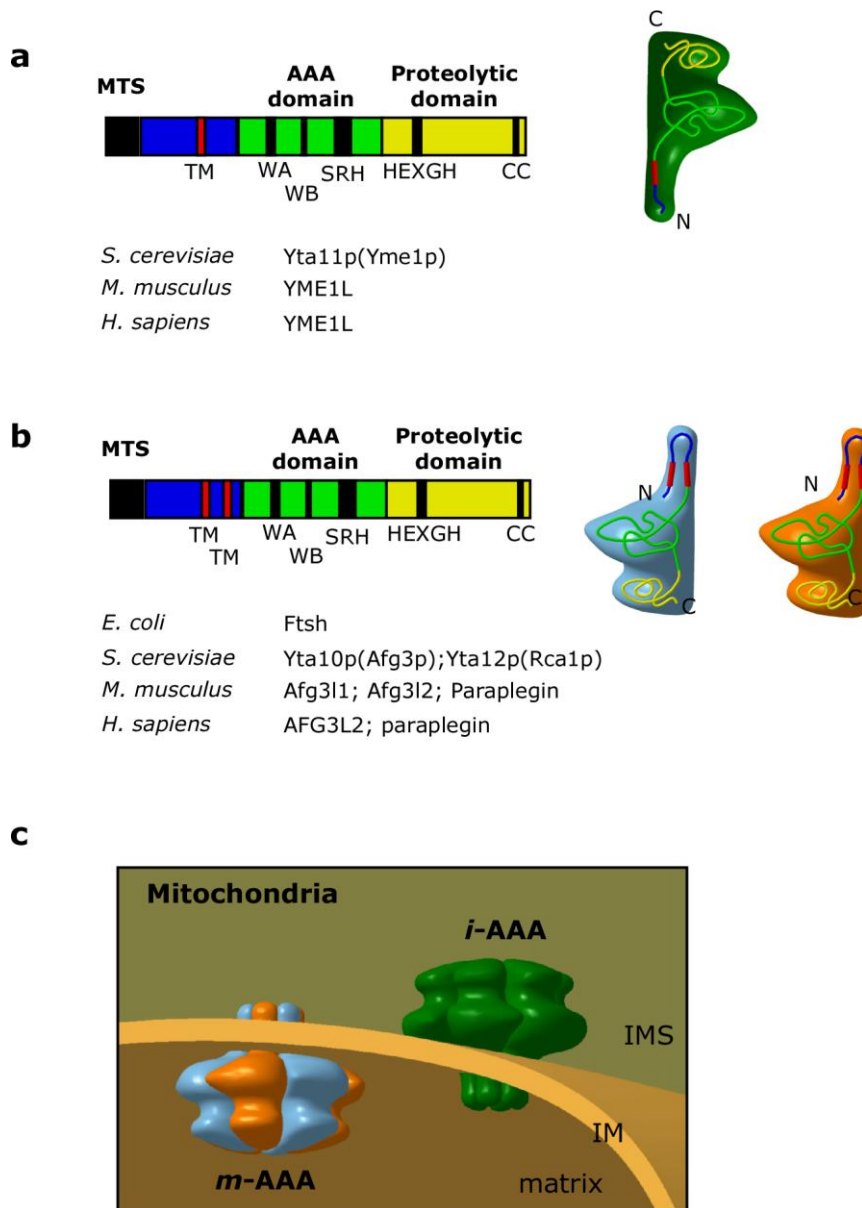 a
C
MTS
AAA domain
Proteolytic domain
TM
WA
WB
SRH
HEXGH
CC
N
S. cerevisiae Yta11p(Yme1p)
M. musculus YME1L
H. sapiens YME1L
b
MTS
AAA domain
Proteolytic domain
TM
TM
WA
WB
SRH
HEXGH
CC
N
C
N
C
E. coli Ftsh
S. cerevisiae Yta10p(Afg3p);Yta12p(Rca1p)
M. musculus Afg3l1; Afg3l2; Paraplegin
H. sapiens AFG3L2; paraplegin
c
Mitochondria
i-AAA
IMS
IM
m-AAA
matrix